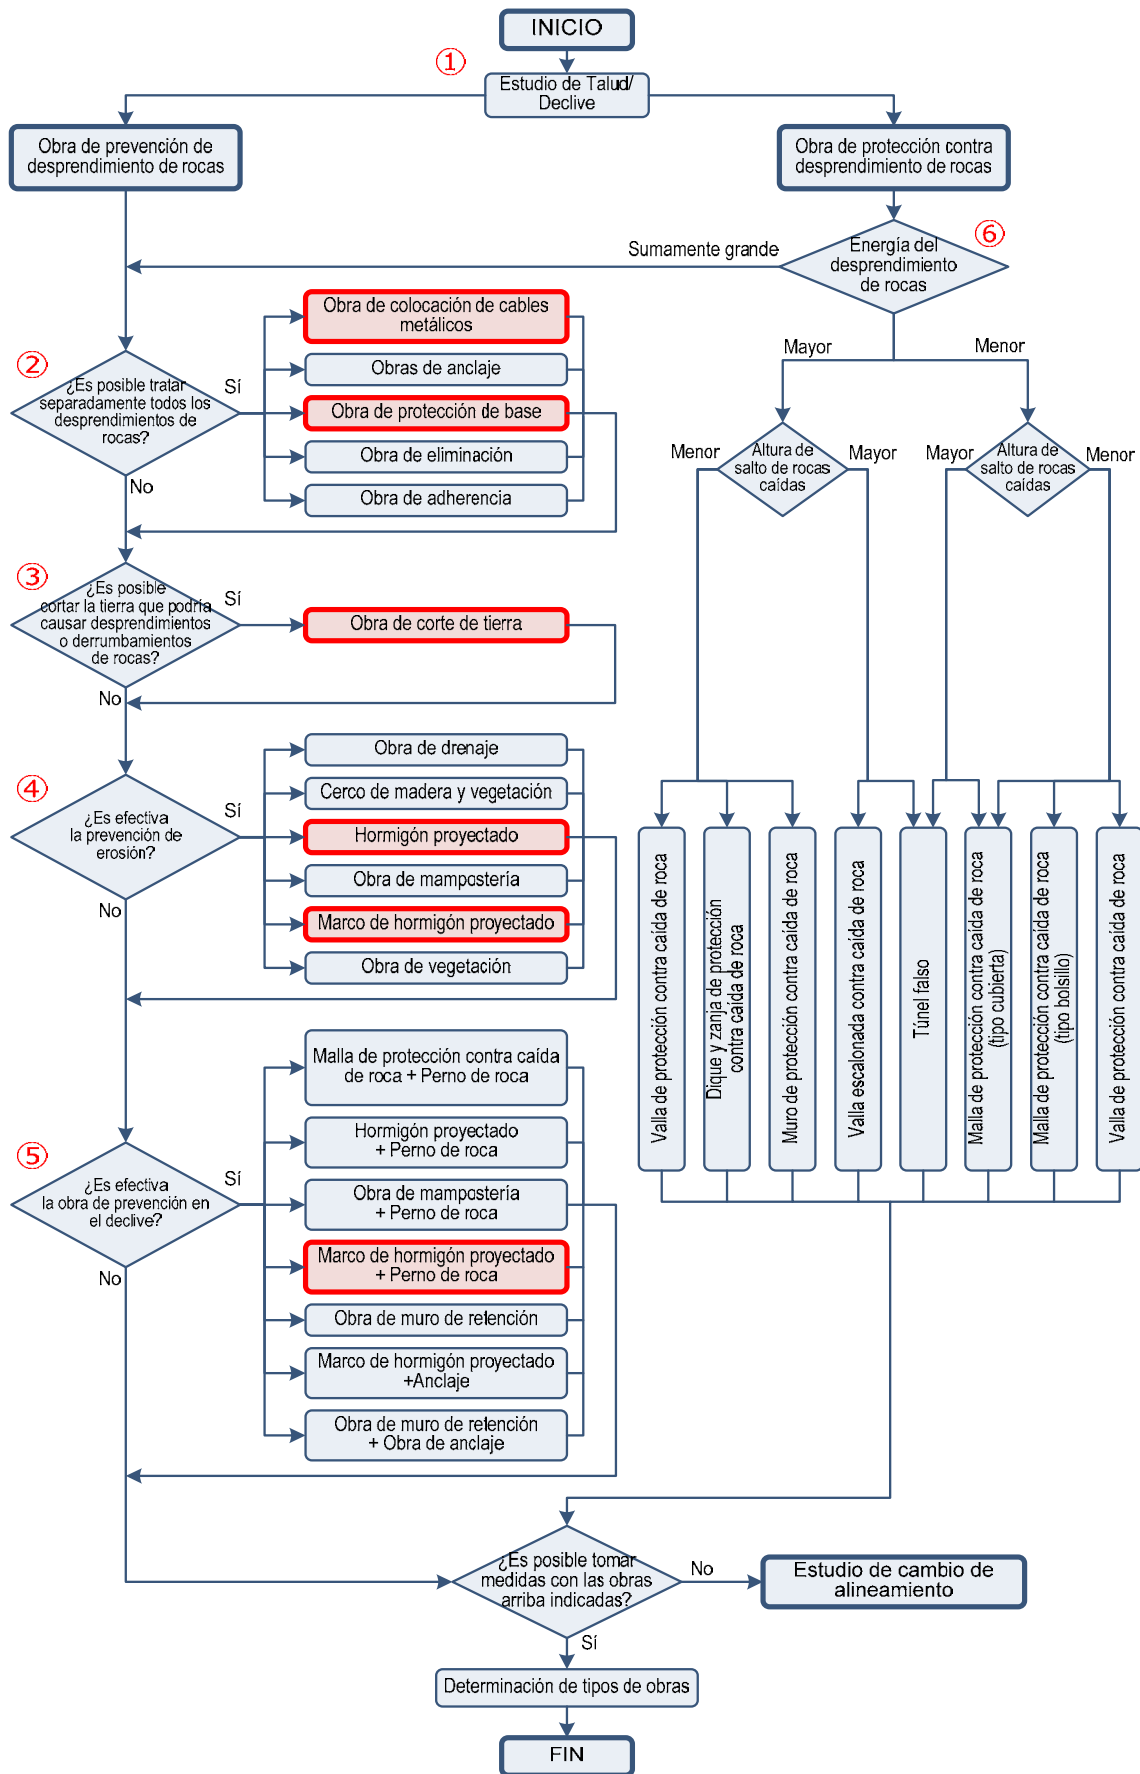 INICIO
①
Estudio de Talud/
Declive
Obra de prevención de
desprendimiento de rocas
Obra de protección contra
desprendimiento de rocas
⑥
Energía del
desprendimiento
de rocas
Sumamente grande
Mayor
Menor
②
¿Es posible tratar
separadamente todos los
desprendimientos de
rocas?
Sí
No
Obra de colocación de cables
metálicos
Obras de anclaje
Obra de protección de base
Obra de eliminación
Obra de adherencia
Menor
Altura de
salto de rocas
caídas
Mayor
Mayor
Altura de
salto de rocas
caídas
Menor
③
¿Es posible
cortar la tierra que podría
causar desprendimientos
o derrumbamientos
de rocas?
Sí
No
Obra de corte de tierra
④
¿Es efectiva
la prevención de
erosión?
Sí
No
Obra de drenaje
Cerco de madera y vegetación
Hormigón proyectado
Obra de mampostería
Marco de hormigón proyectado
Obra de vegetación
Valla de protección contra caída de roca
Dique y zanja de protección
contra caída de roca
Muro de protección contra caída de roca
Valla escalonada contra caída de roca
Túnel falso
Malla de protección contra caída de roca
(tipo cubierta)
Malla de protección contra caída de roca
(tipo bolsillo)
Valla de protección contra caída de roca
⑤
¿Es efectiva
la obra de prevención en
el declive?
Sí
No
Malla de protección contra caída
de roca + Perno de roca
Hormigón proyectado
+ Perno de roca
Obra de mampostería
+ Perno de roca
Marco de hormigón proyectado
+ Perno de roca
Obra de muro de retención
Marco de hormigón proyectado
+Anclaje
Obra de muro de retención
+ Obra de anclaje
¿Es posible tomar
medidas con las obras
arriba indicadas?
No
Estudio de cambio de
alineamiento
Sí
Determinación de tipos de obras
FIN